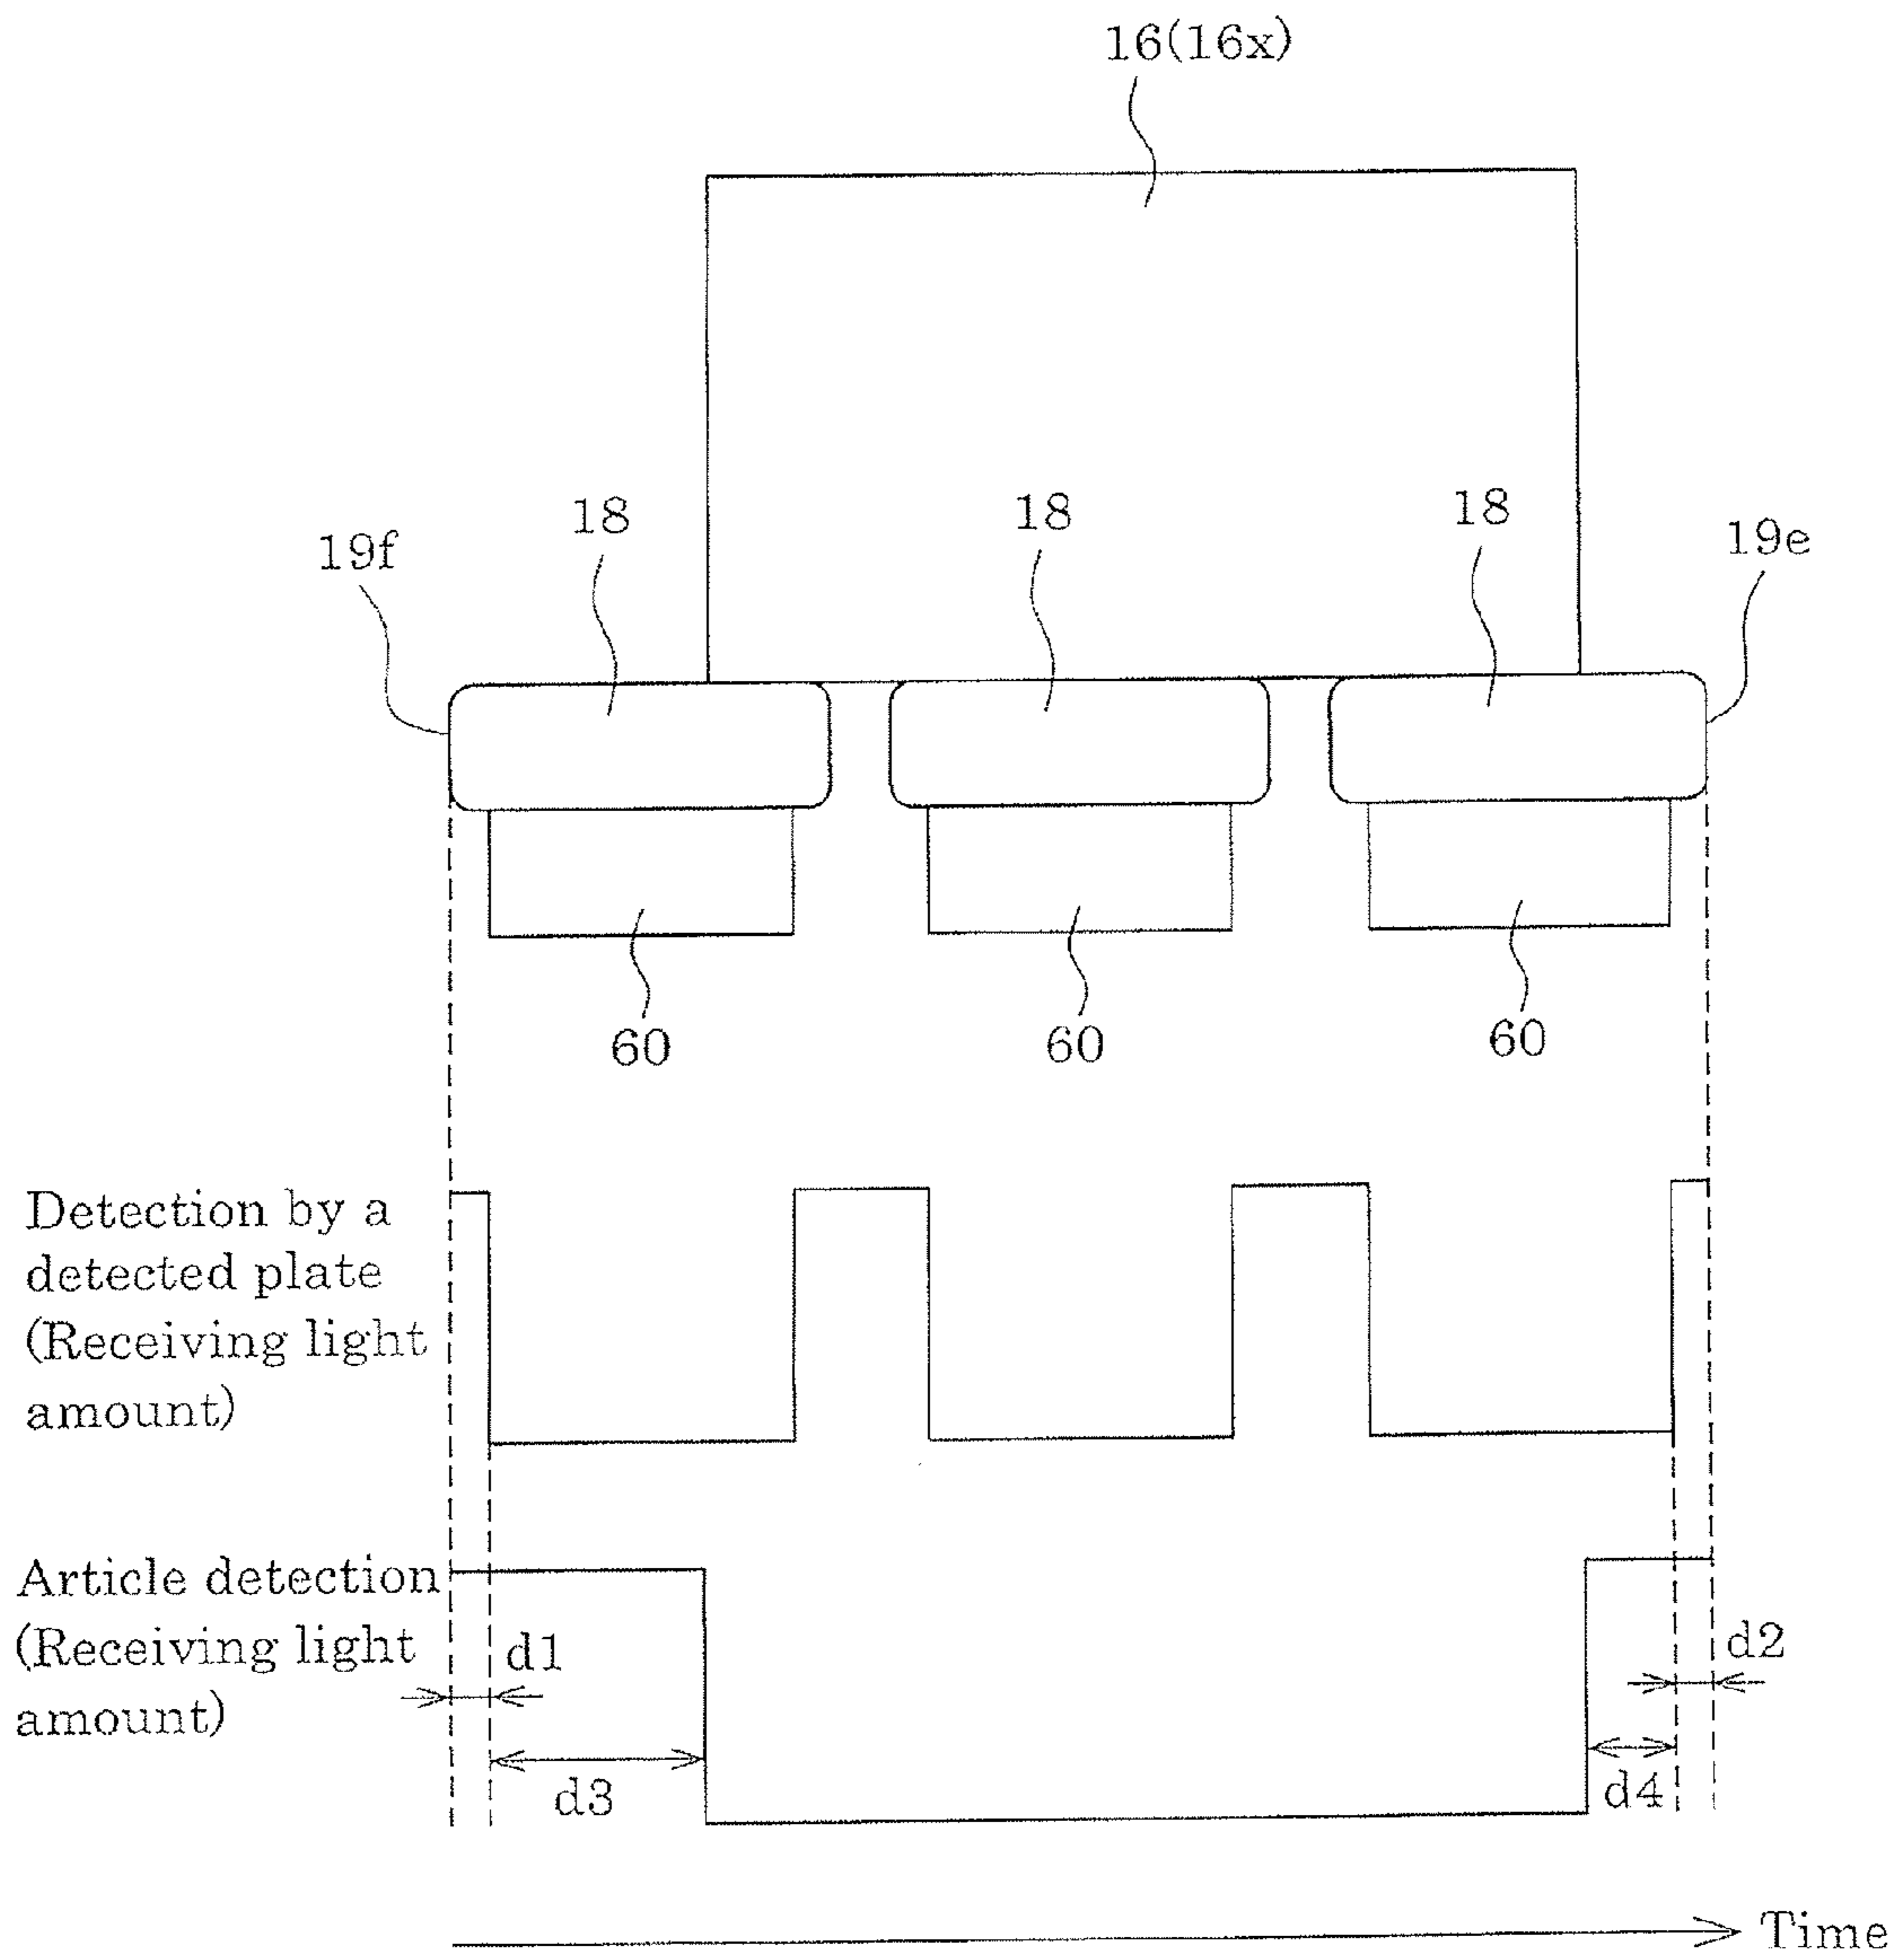 16(16x)
18
18
18
19f
19e
60
60
60
Detection by a
detected plate
(Receiving light
amount)
Article detection
(Receiving light
amount)
d1
d2
d3
d4
Time